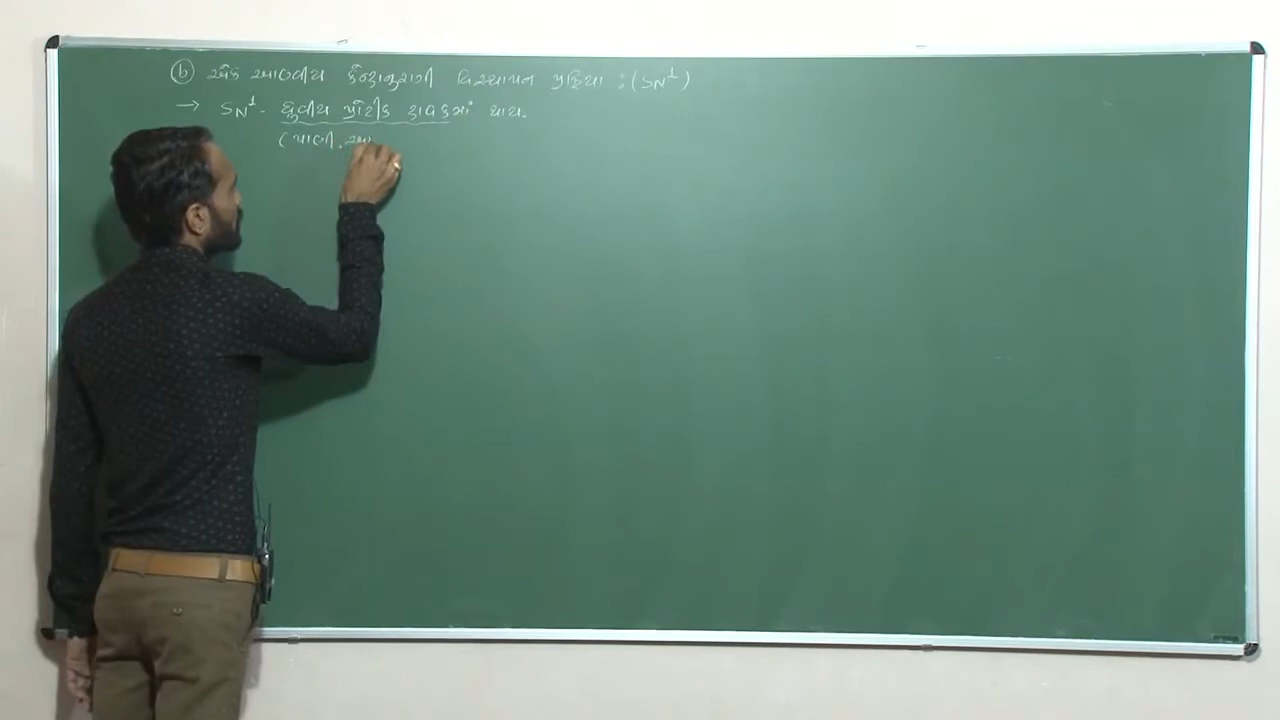 ⓑ એક આણ્વીય કેન્દ્રાનુરાગી વિસ્થાપન પ્રક્રિયા : (SN¹)
→ SN¹ - ધ્રુવીય પ્રોટીક દ્રાવકમાં થાય.
(પાણી, આ